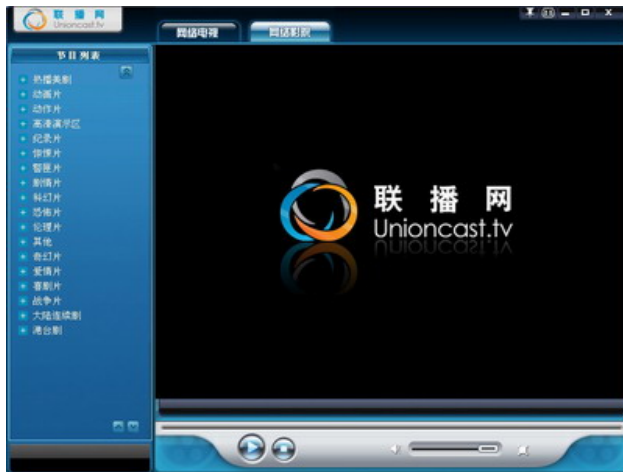 联播网
Unioncast.tv
网络电视
网络影院
节目列表
热播美剧
动画片
动作片
高清演示区
纪录片
惊悚片
警匪片
剧情片
科幻片
恐怖片
伦理片
其他
奇幻片
爱情片
喜剧片
战争片
大陆连续剧
港台剧
联播网
Unioncast.tv